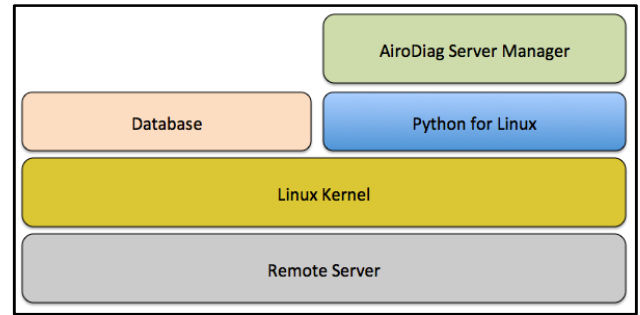 AiroDiag Server Manager
Database
Python for Linux
Linux Kernel
Remote Server